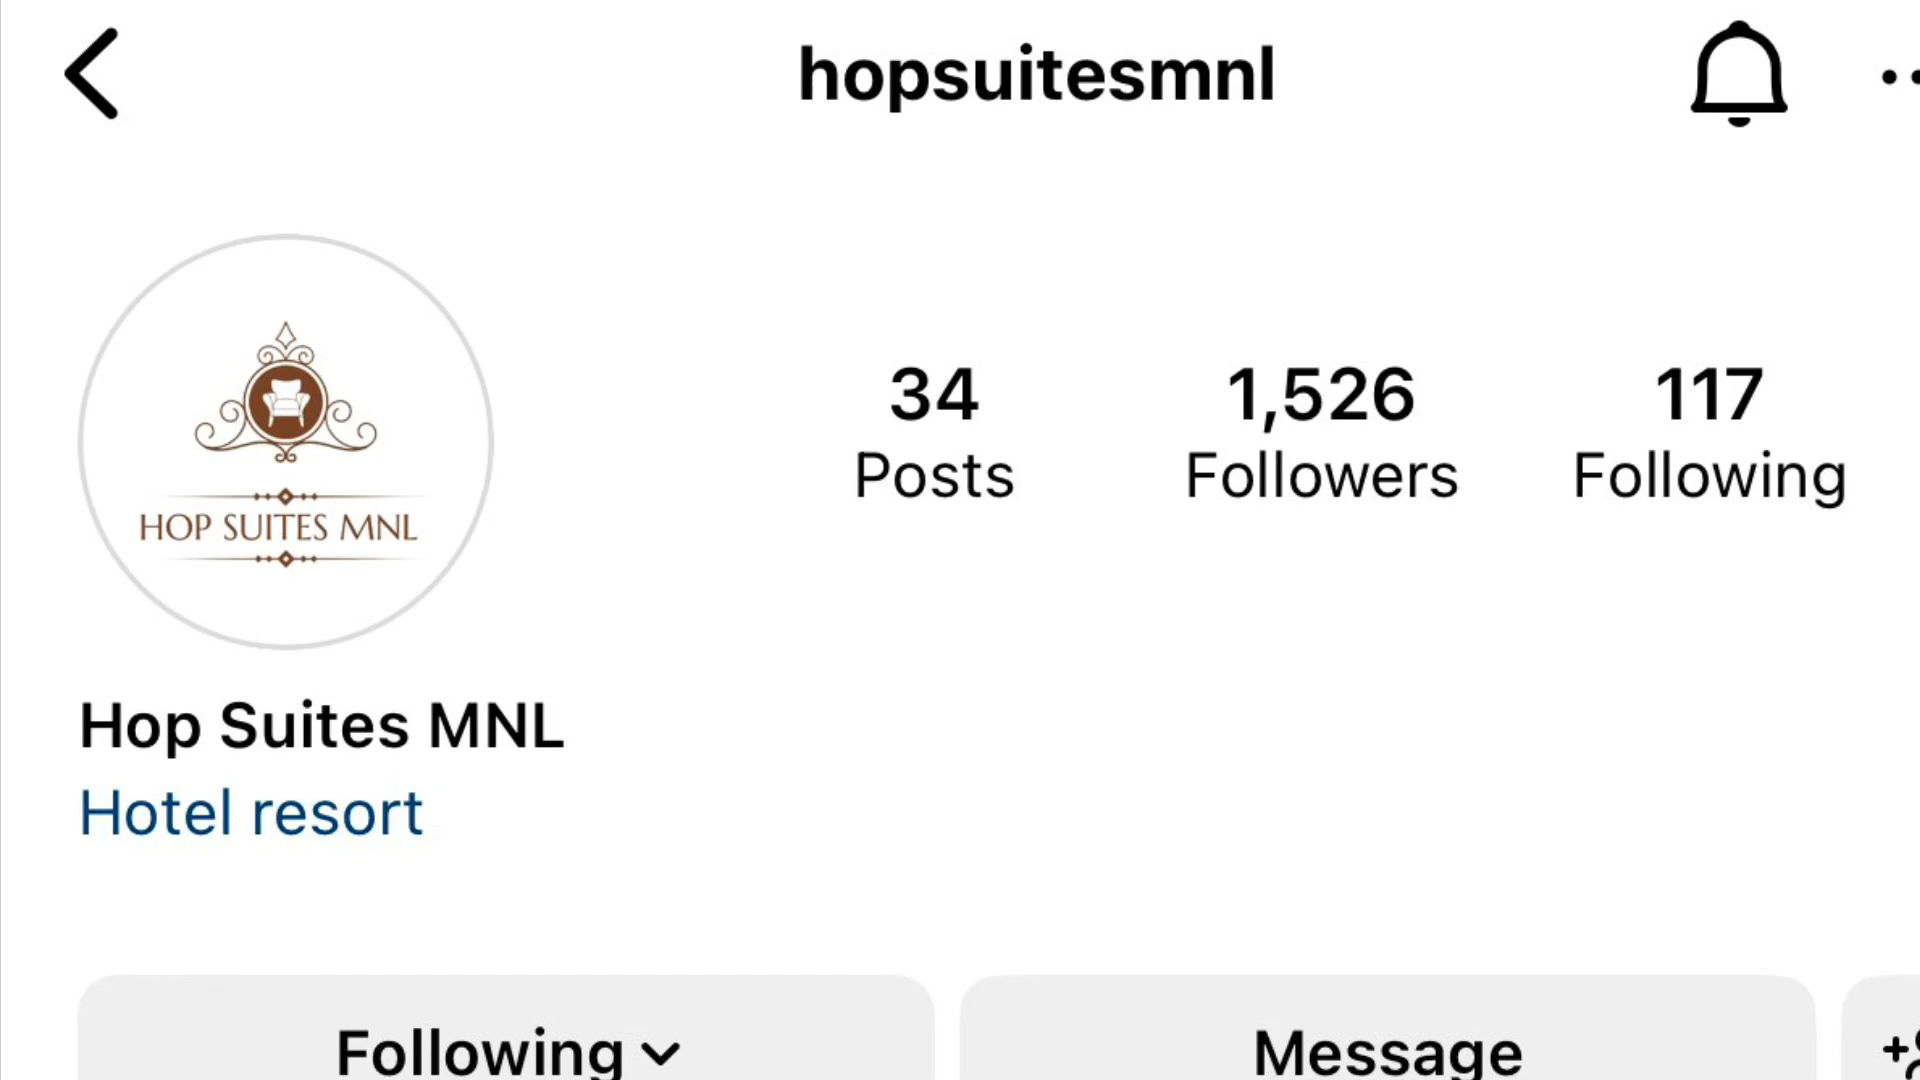 hopsuitesmnl
HOP SUITES MNL
34 1,526 117
Posts Followers Following
Hop Suites MNL
Hotel resort
Following Message